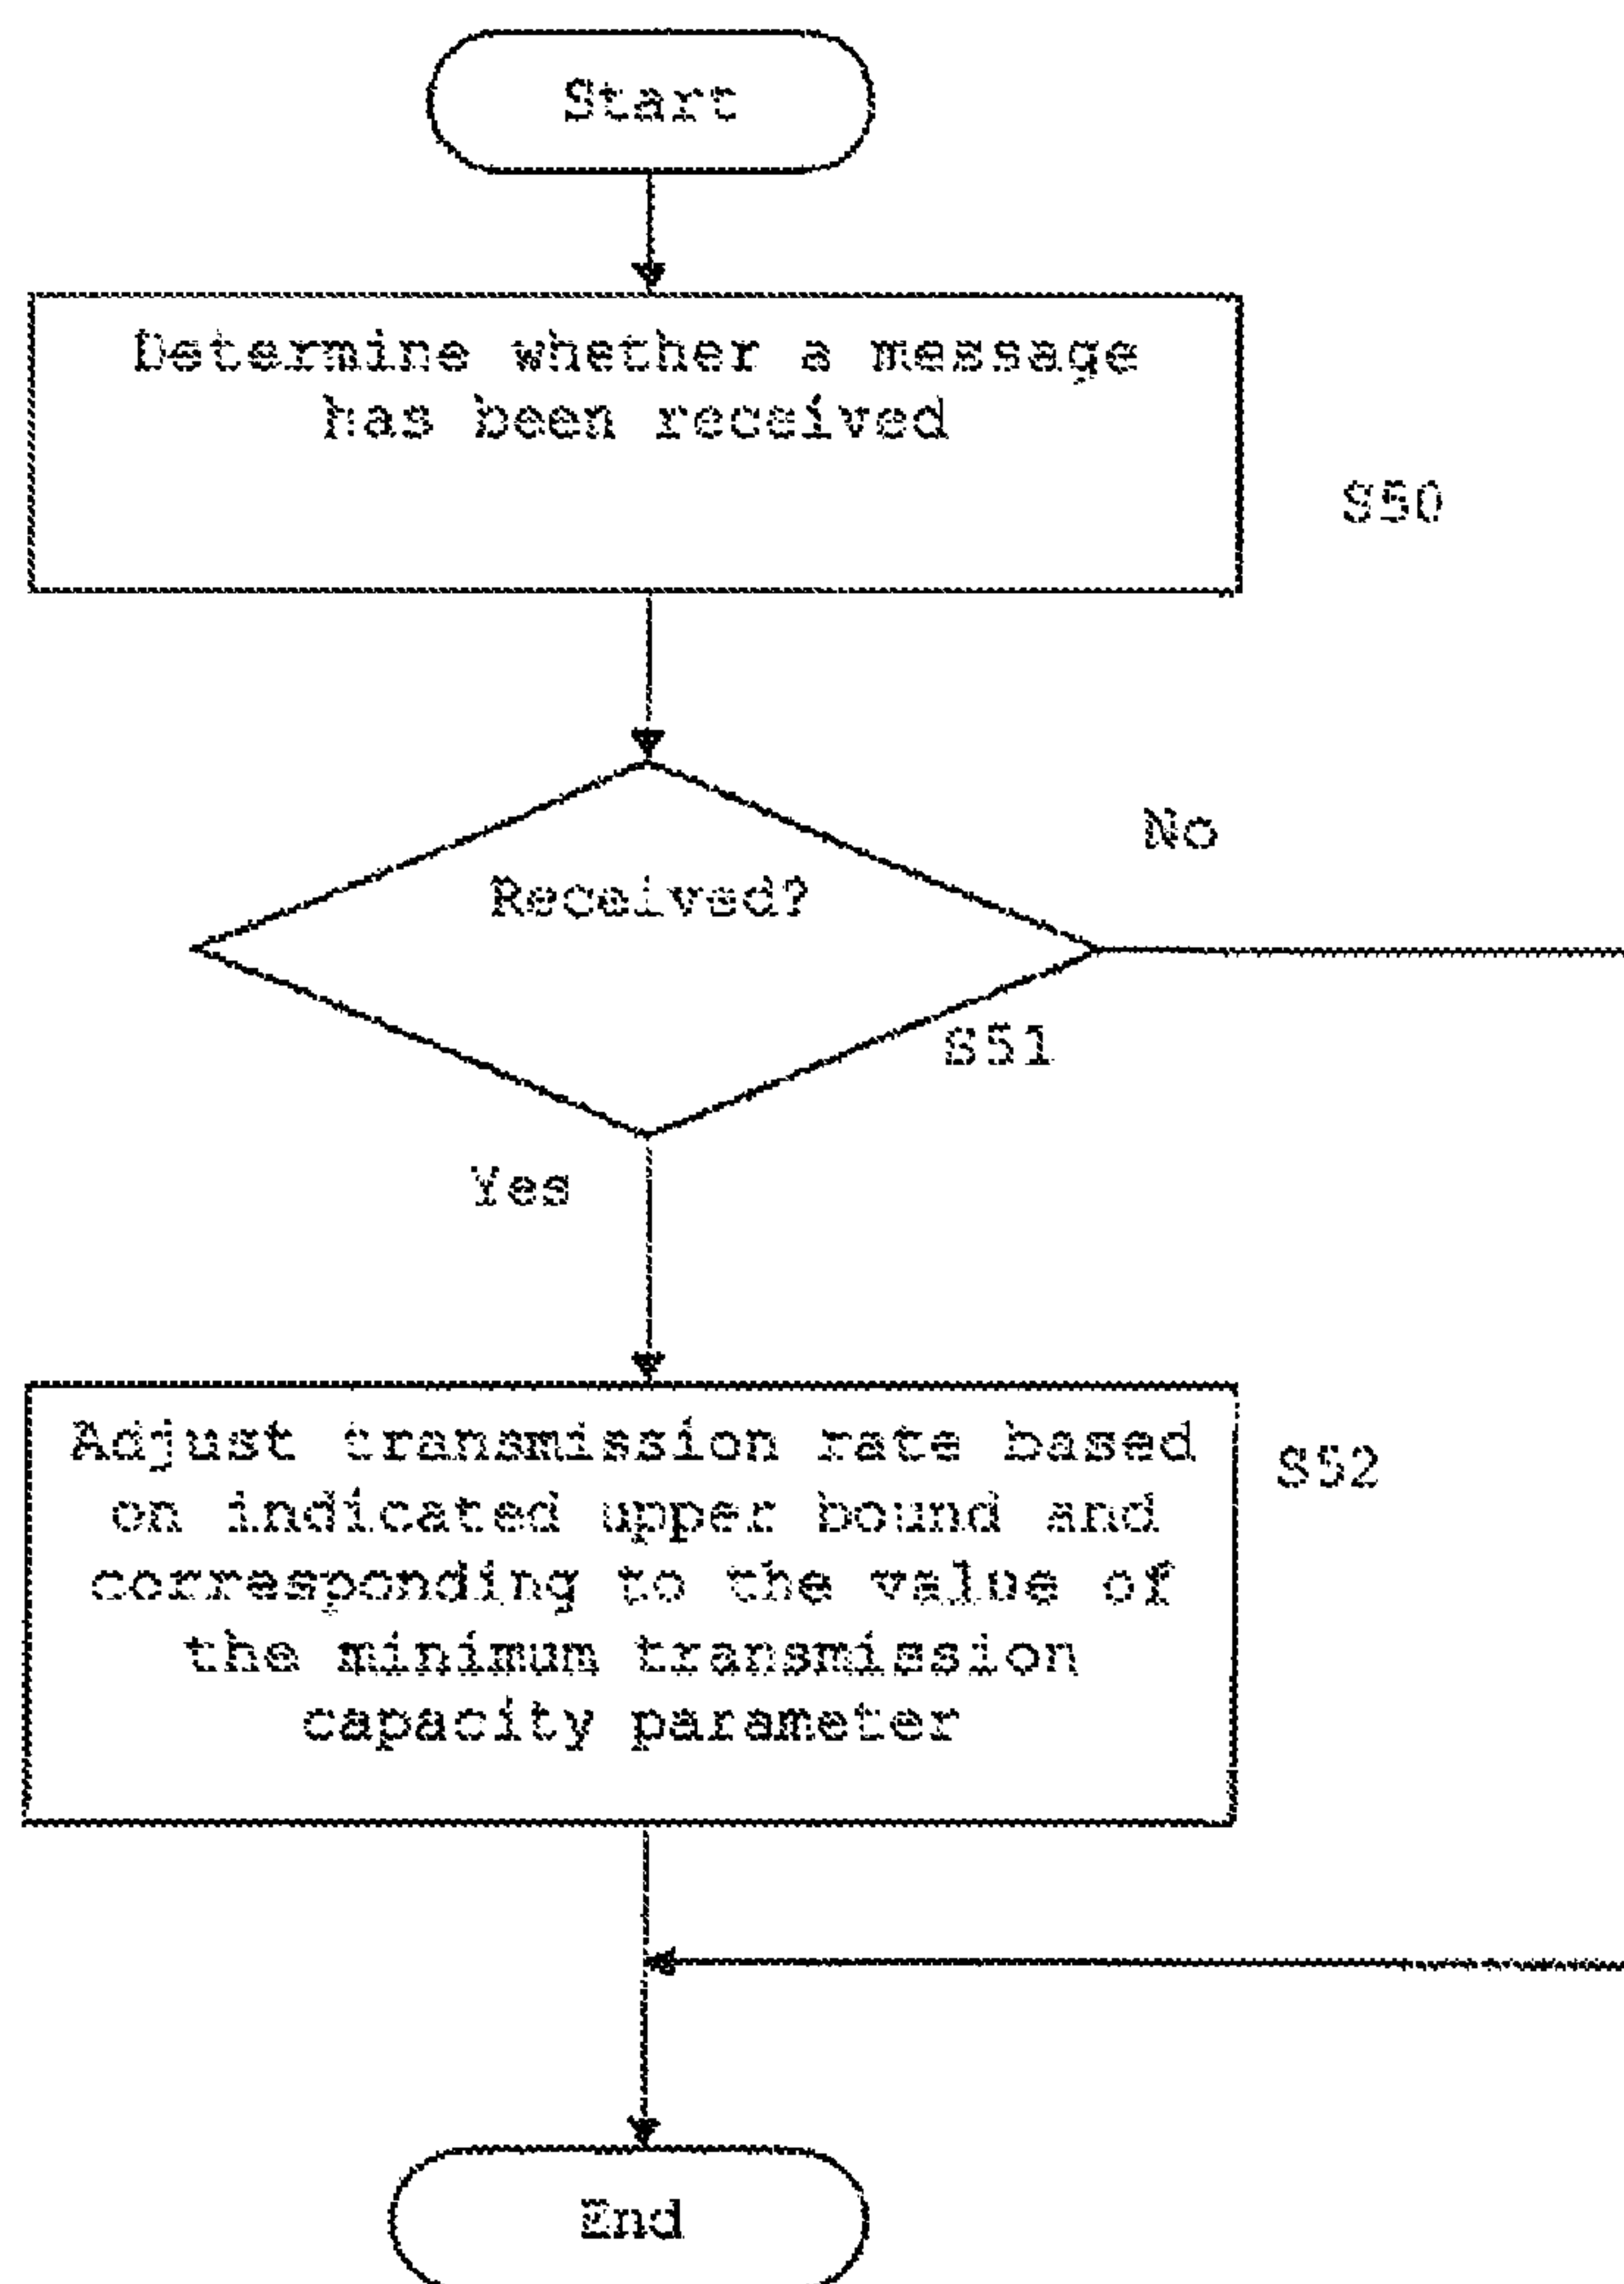 Start
Determine whether a message
has been received
S50
No
Received?
S51
Yes
Adjust transmission rate based
on indicated upper bound and
corresponding to the value of
the minimum transmission
capacity parameter
S52
End